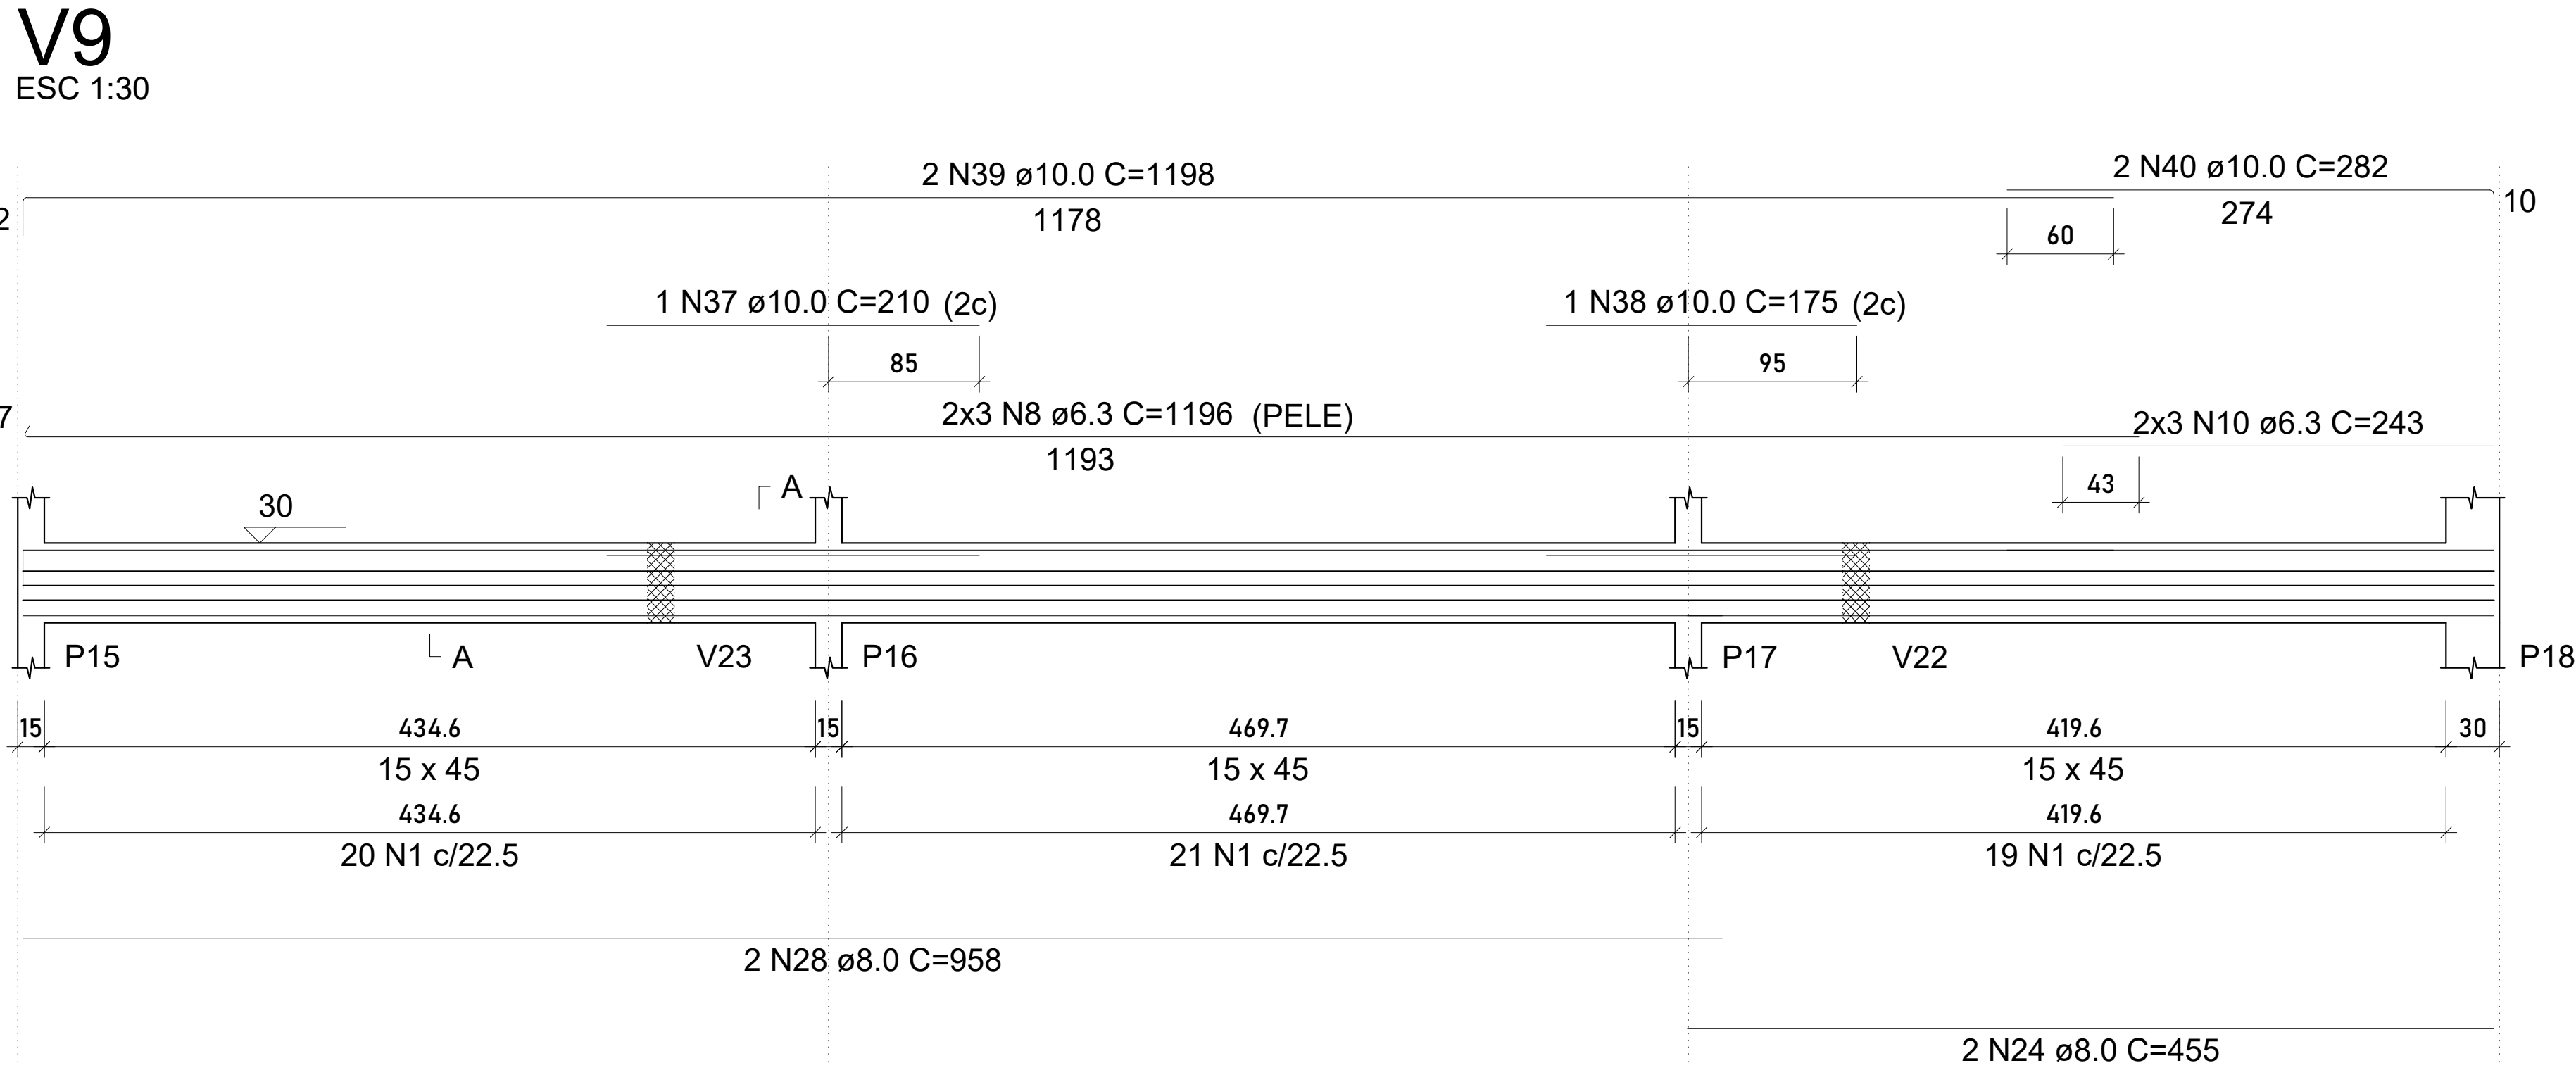 V9
ESC 1:30
2 N39 ø10.0 C=1198
2 N40 ø10.0 C=282
2
1178
274
10
60
1 N37 ø10.0 C=210 (2c)
1 N38 ø10.0 C=175 (2c)
85
95
7
2x3 N8 ø6.3 C=1196 (PELE)
2x3 N10 ø6.3 C=243
1193
43
A
30
P15
A
V23
P16
P17
V22
P18
15
434.6
15
469.7
15
419.6
30
15 x 45
15 x 45
15 x 45
434.6
469.7
419.6
20 N1 c/22.5
21 N1 c/22.5
19 N1 c/22.5
2 N28 ø8.0 C=958
2 N24 ø8.0 C=455